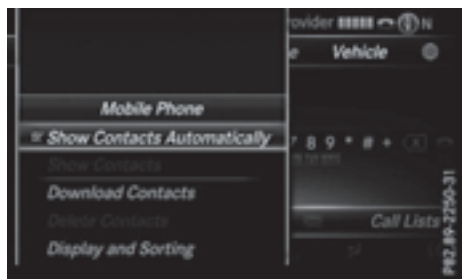 rovider
N
e Vehicle
Mobile Phone
Show Contacts Automatically
7 8 9 * # +
Show Contacts
Download Contacts
Delete Contacts
Call Lists
Display and Sorting
P82.89-2250-31